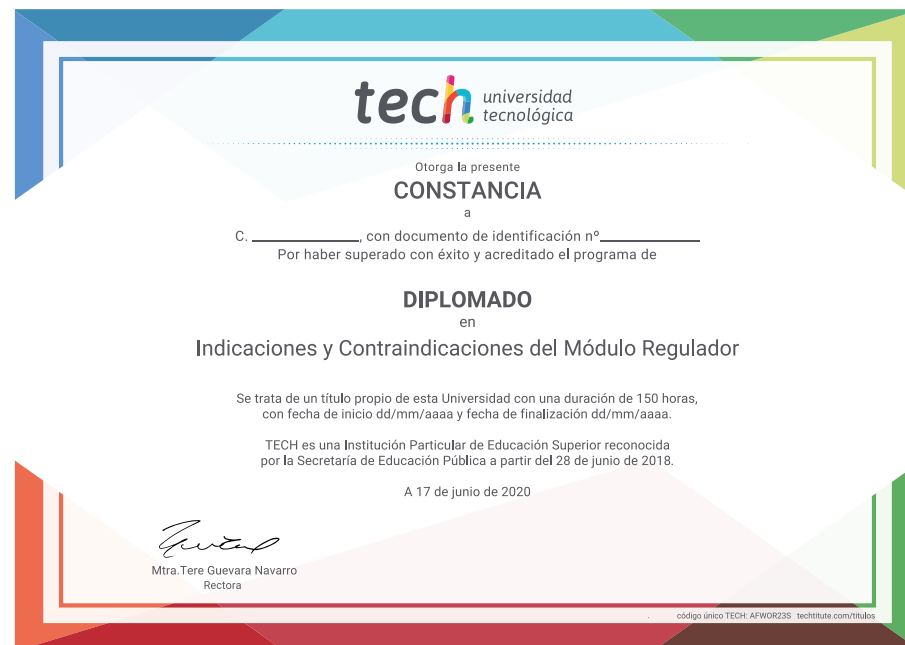 tech universidad
tecnológica
Otorga la presente
CONSTANCIA
a
C. ____________, con documento de identificación nº____________
Por haber superado con éxito y acreditado el programa de
DIPLOMADO
en
Indicaciones y Contraindicaciones del Módulo Regulador
Se trata de un título propio de esta Universidad con una duración de 150 horas,
con fecha de inicio dd/mm/aaaa y fecha de finalización dd/mm/aaaa.
TECH es una Institución Particular de Educación Superior reconocida
por la Secretaría de Educación Pública a partir del 28 de junio de 2018.
A 17 de junio de 2020
Mtra.Tere Guevara Navarro
Rectora
código único TECH: AFWOR23S techtitute.com/titulos